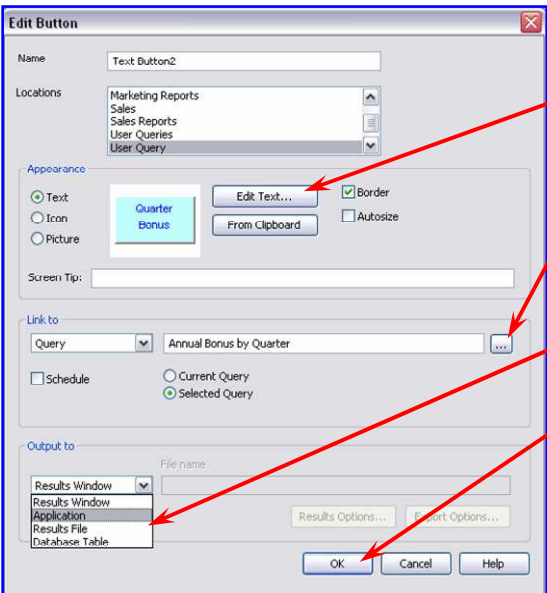 Edit Button
Name
Text Button2
Locations
Marketing Reports
Sales
Sales Reports
User Queries
User Query
Appearance
Text
Icon
Picture
Quarter
Bonus
Edit Text...
From Clipboard
Border
Autosize
Screen Tip:
Link to
Query
Annual Bonus by Quarter
...
Schedule
Current Query
Selected Query
Output to
File name
Results Window
Results Window
Application
Results File
Database Table
Results Options...
Export Options...
OK
Cancel
Help